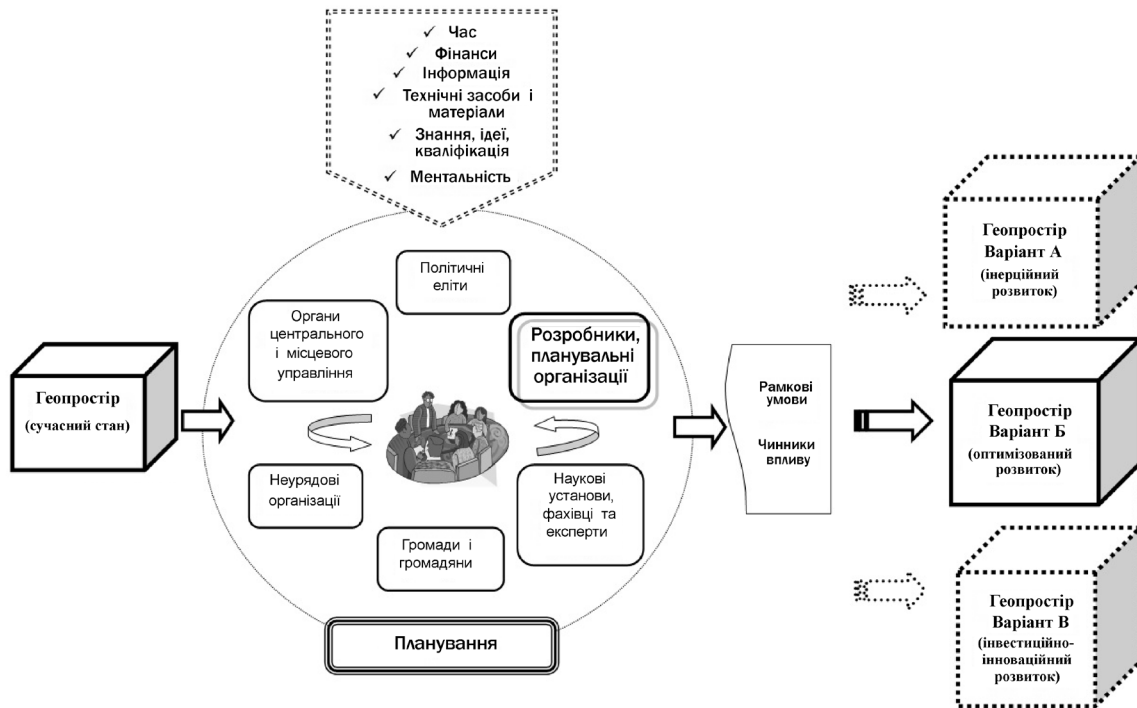 Час
Фінанси
Інформація
Технічні засоби і
матеріали
Знання, ідеї,
кваліфікація
Ментальність
Геопростір
(сучасний стан)
Політичні
еліти
Органи
центрального
і місцевого
управління
Розробники,
планувальні
організації
Неурядові
організації
Наукові
установи,
фахівці та
експерти
Громади і
громадяни
Планування
Рамкові
умови
Чинники
впливу
Геопростір
Варіант А
(інерційний
розвиток)
Геопростір
Варіант Б
(оптимізований
розвиток)
Геопростір
Варіант В
(інвестиційно-
інноваційний
розвиток)